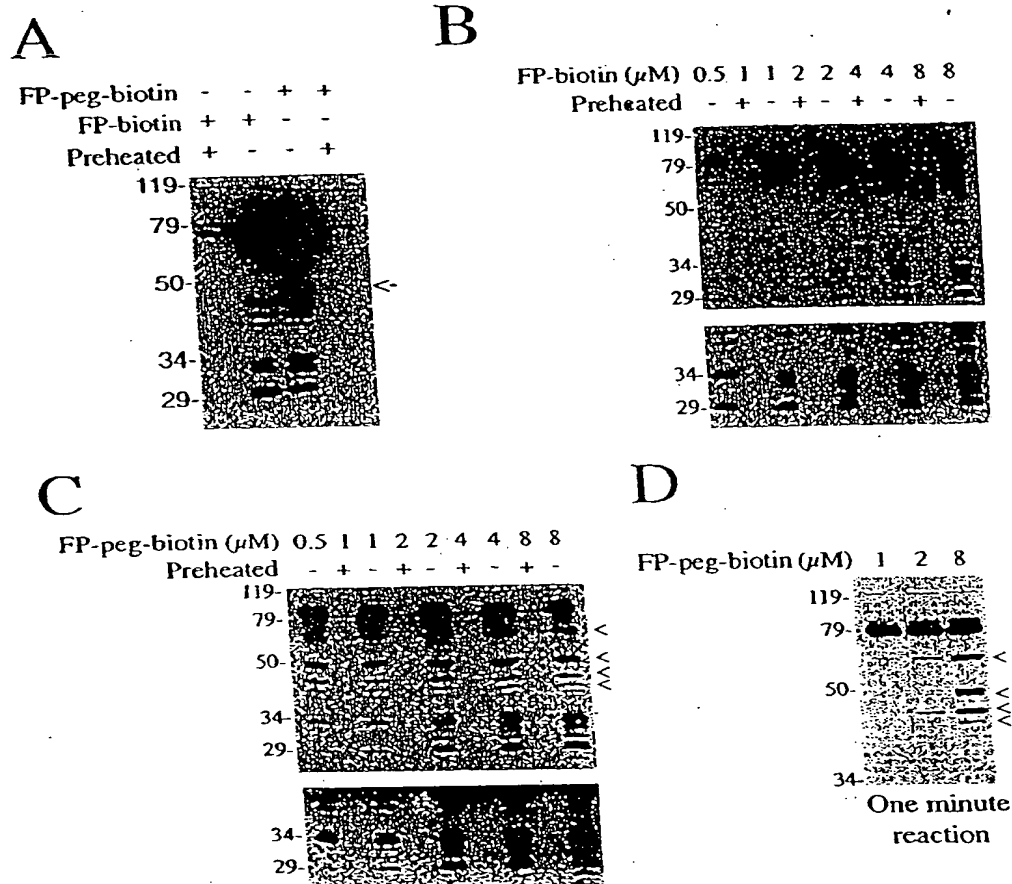 A
FP-peg-biotin - - + +
FP-biotin + + - -
Preheated + - - +
119-
79-
50-
34-
29-
B
FP-biotin (µM) 0.5 1 1 2 2 4 4 8 8
Preheated - + - + - + - + -
119-
79-
50-
34-
29-
34-
29-
C
FP-peg-biotin (µM) 0.5 1 1 2 2 4 4 8 8
Preheated - + - + - + - + -
119-
79-
50-
34-
29-
34-
29-
D
FP-peg-biotin (µM) 1 2 8
119-
79-
50-
34-
One minute
reaction